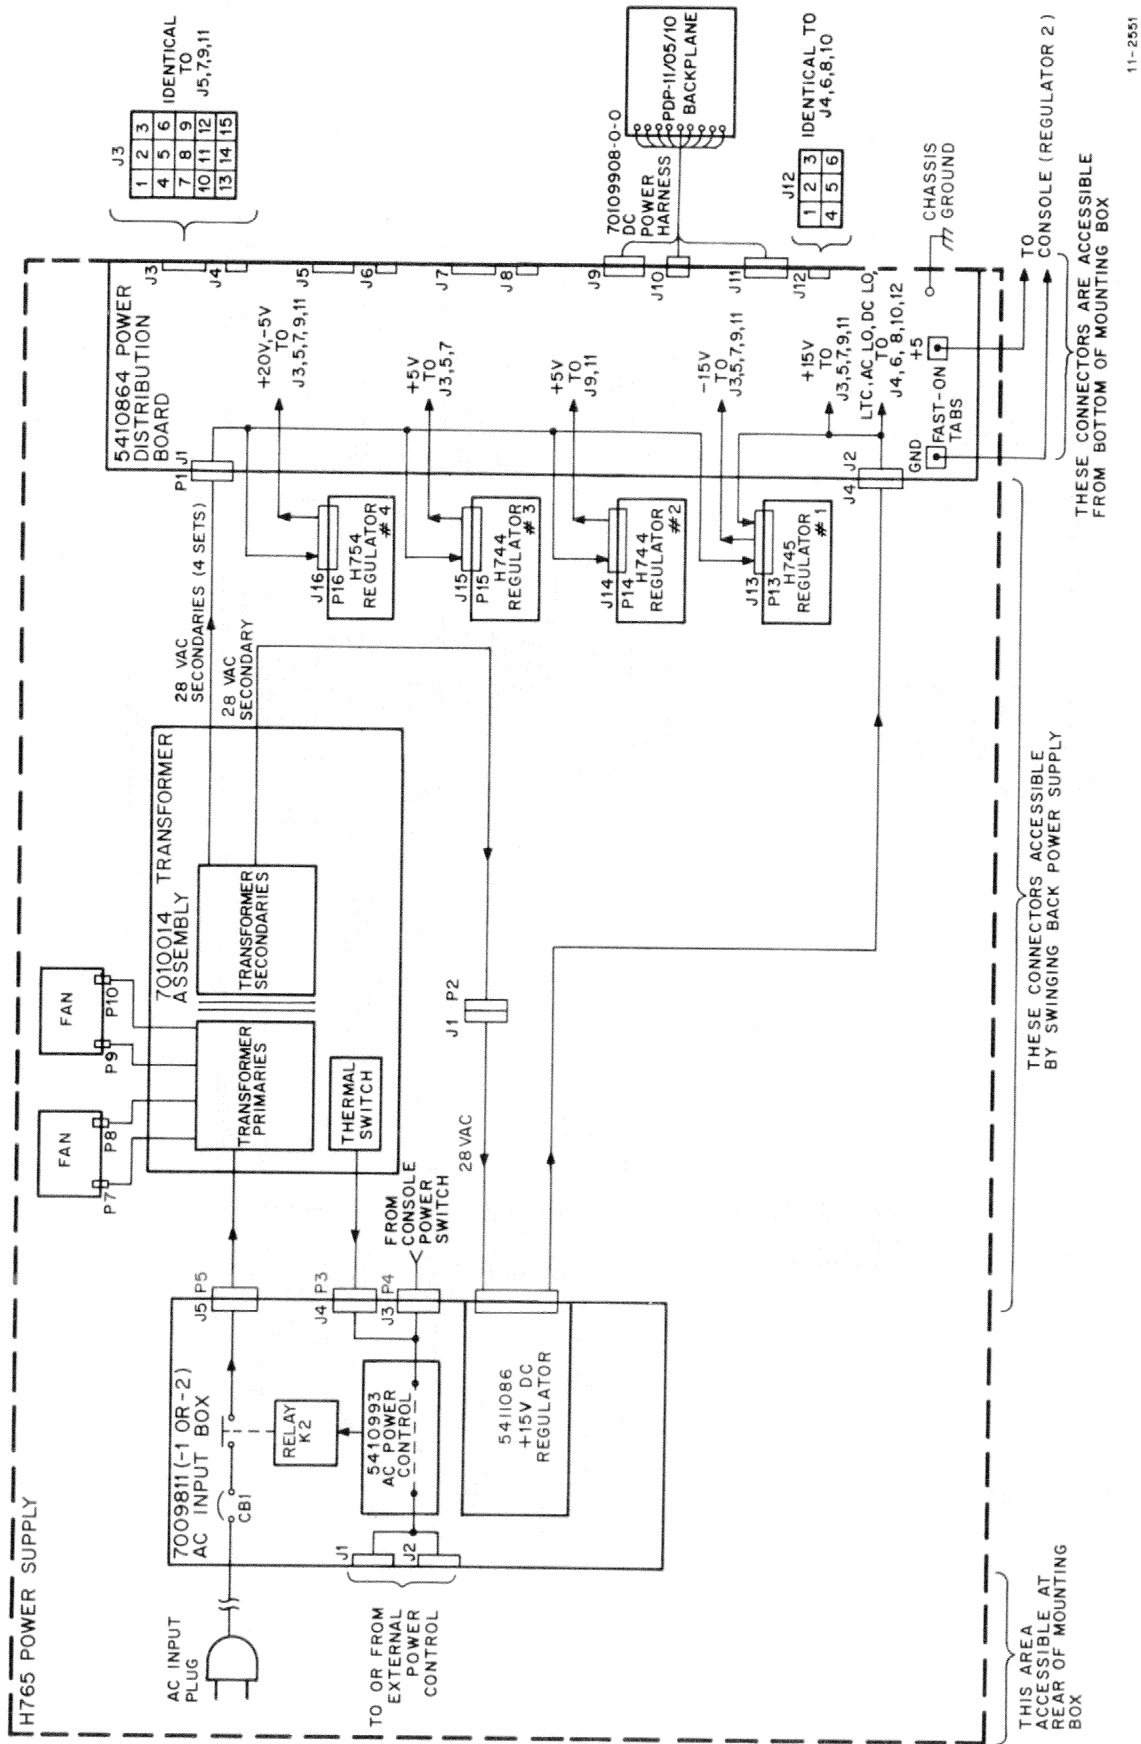 H765 POWER SUPPLY
AC INPUT
PLUG
7009811 (-1 OR -2)
AC INPUT BOX
CB1
RELAY
K2
5410993
AC POWER
CONTROL
J1
J2
TO OR FROM
EXTERNAL
POWER
CONTROL
5411086
+15V DC
REGULATOR
J5 P5
J4 P3
J3 P4
FROM
CONSOLE
POWER
SWITCH
28 VAC
J1 P2
FAN
P7
P8
FAN
P9
P10
7010014 TRANSFORMER
ASSEMBLY
TRANSFORMER
PRIMARIES
TRANSFORMER
SECONDARIES
THERMAL
SWITCH
28 VAC
SECONDARIES (4 SETS)
28 VAC
SECONDARY
5410864 POWER
DISTRIBUTION
BOARD
P1 J1
J16
P16
H754
REGULATOR
#4
+20V,-5V
TO
J3,5,7,9,11
J15
P15
H744
REGULATOR
#3
+5V
TO
J3,5,7
J14
P14
H744
REGULATOR
#2
+5V
TO
J9,11
J13
P13
H745
REGULATOR
#1
-15V
TO
J3,5,7,9,11
+15V
TO
J3,5,7,9,11
LTC, AC LO, DC LO,
TO
J4,6,8,10,12
J4 J2
GND
FAST-ON
TABS
+5
CHASSIS
GROUND
J3
J4
J5
J6
J7
J8
J9
J10
J11
J12
J3
1 2 3
4 5 6
7 8 9
10 11 12
13 14 15
IDENTICAL
TO
J5,7,9,11
70109908-0-0
DC
POWER
HARNESS
PDP-11/05/10
BACKPLANE
J12
1 2 3
4 5 6
IDENTICAL TO
J4,6,8,10
TO
CONSOLE (REGULATOR 2)
THIS AREA
ACCESSIBLE AT
REAR OF MOUNTING
BOX
THESE CONNECTORS ACCESSIBLE
BY SWINGING BACK POWER SUPPLY
THESE CONNECTORS ARE ACCESSIBLE
FROM BOTTOM OF MOUNTING BOX
11-2551